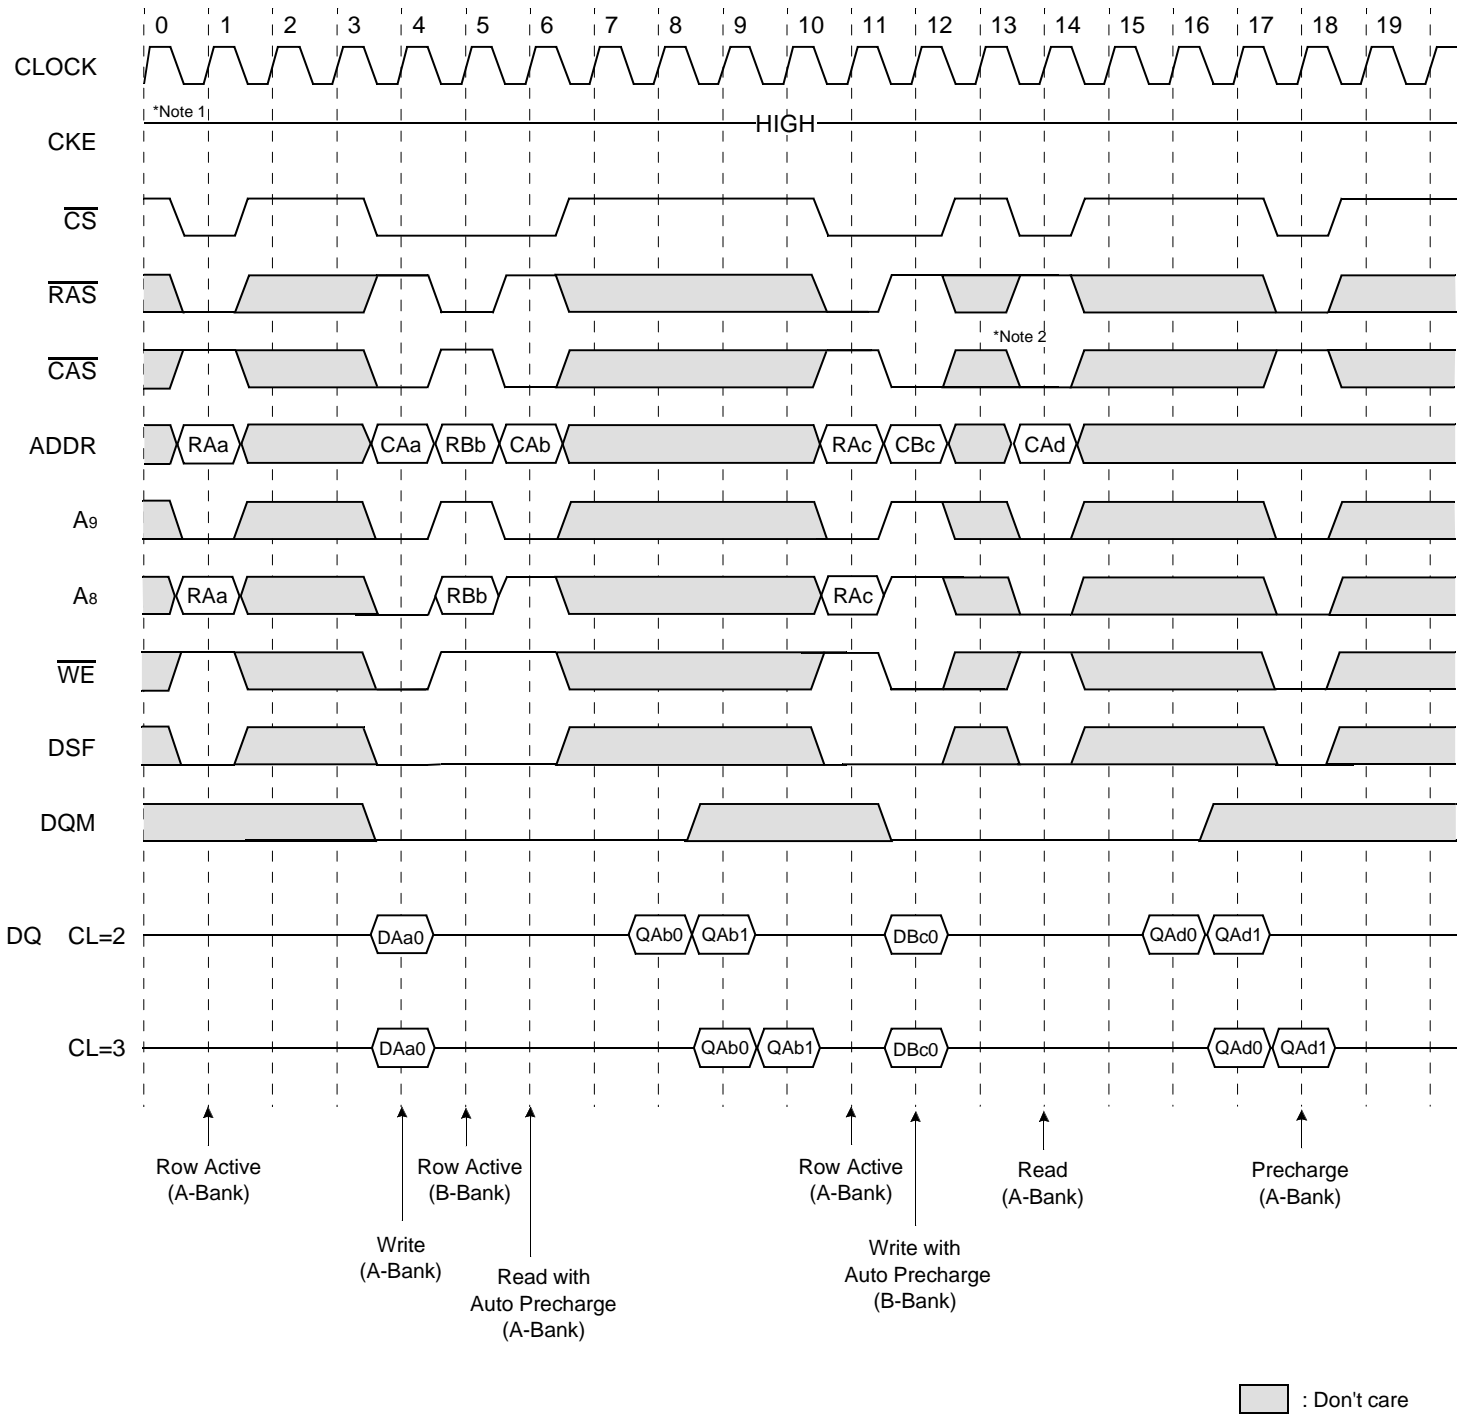 0 1 2 3 4 5 6 7 8 9 10 11 12 13 14 15 16 17 18 19
CLOCK
*Note 1
HIGH
CKE
CS
RAS
*Note 2
CAS
ADDR RAa CAa RBb CAb RAc CBc CAd
A9
A8 RAa RBb RAc
WE
DSF
DQM
DQ CL=2 DAa0 QAb0 QAb1 DBc0 QAd0 QAd1
CL=3 DAa0 QAb0 QAb1 DBc0 QAd0 QAd1
Row Active
(A-Bank)
Write
(A-Bank)
Row Active
(B-Bank)
Read with
Auto Precharge
(A-Bank)
Row Active
(A-Bank)
Write with
Auto Precharge
(B-Bank)
Read
(A-Bank)
Precharge
(A-Bank)
: Don't care